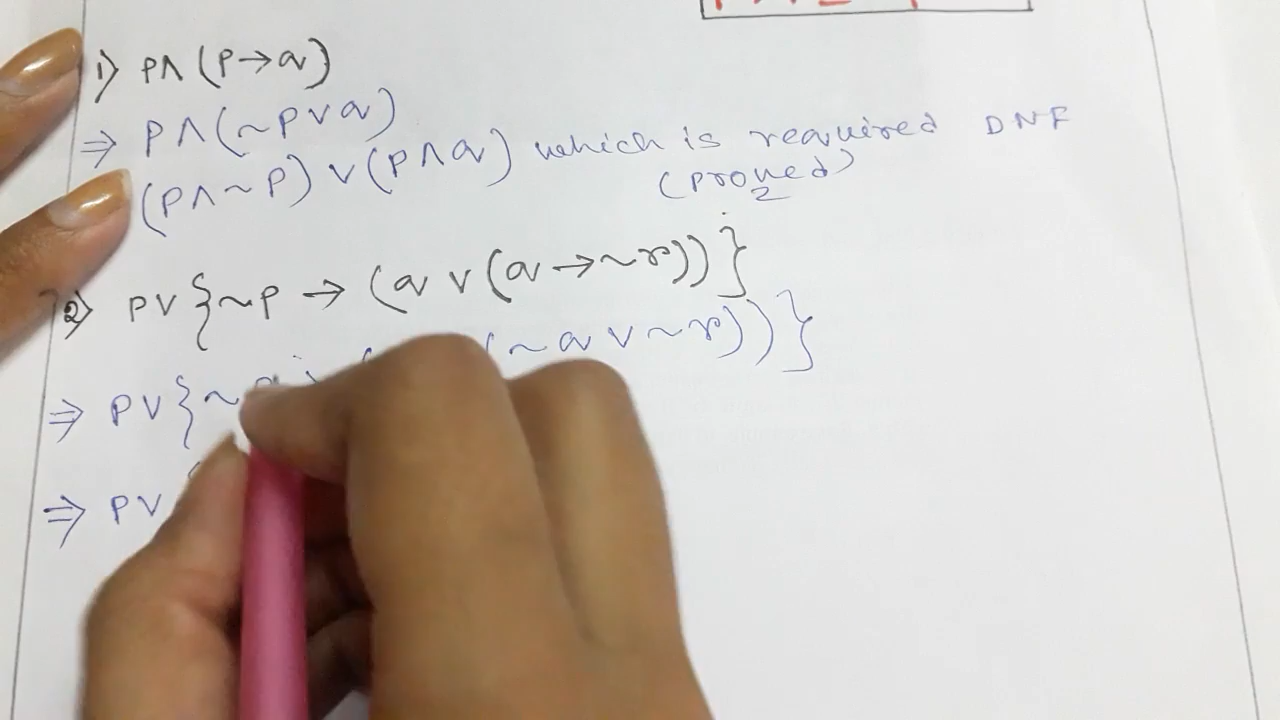 1) P∧(P→q)
⇒ P∧(~P∨q)
(P∧~P)∨(P∧q) which is required DNF
(Proved)
2) P∨{~P → (q∨(q→~r))}
⇒ P∨{~ (~q∨~r))}
⇒ P∨